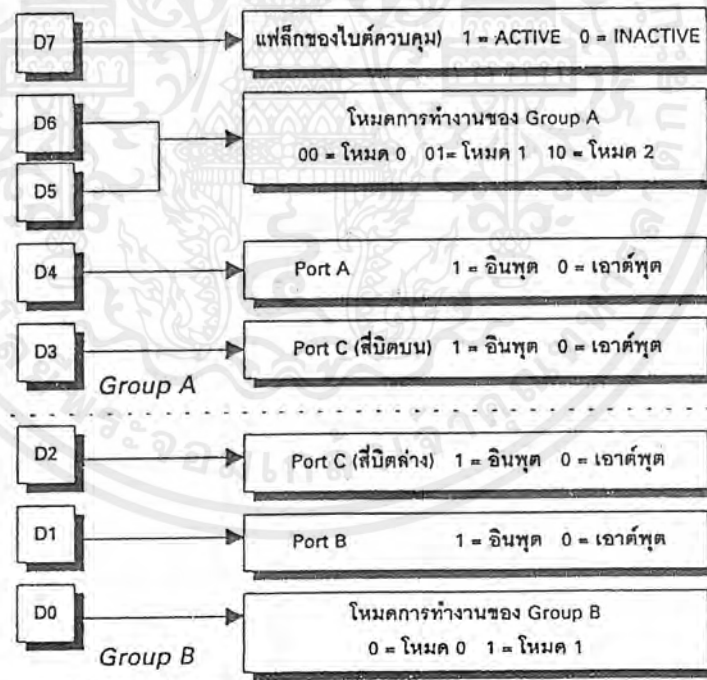 D7
แฟล็กของไบต์ควบคุม) 1 = ACTIVE 0 = INACTIVE
D6
D5
โหมดการทำงานของ Group A
00 = โหมด 0 01= โหมด 1 10 = โหมด 2
D4
Port A 1 = อินพุต 0 = เอาต์พุต
D3
Port C (สี่บิตบน) 1 = อินพุต 0 = เอาต์พุต
Group A
D2
Port C (สี่บิตล่าง) 1 = อินพุต 0 = เอาต์พุต
D1
Port B 1 = อินพุต 0 = เอาต์พุต
D0
โหมดการทำงานของ Group B
0 = โหมด 0 1 = โหมด 1
Group B